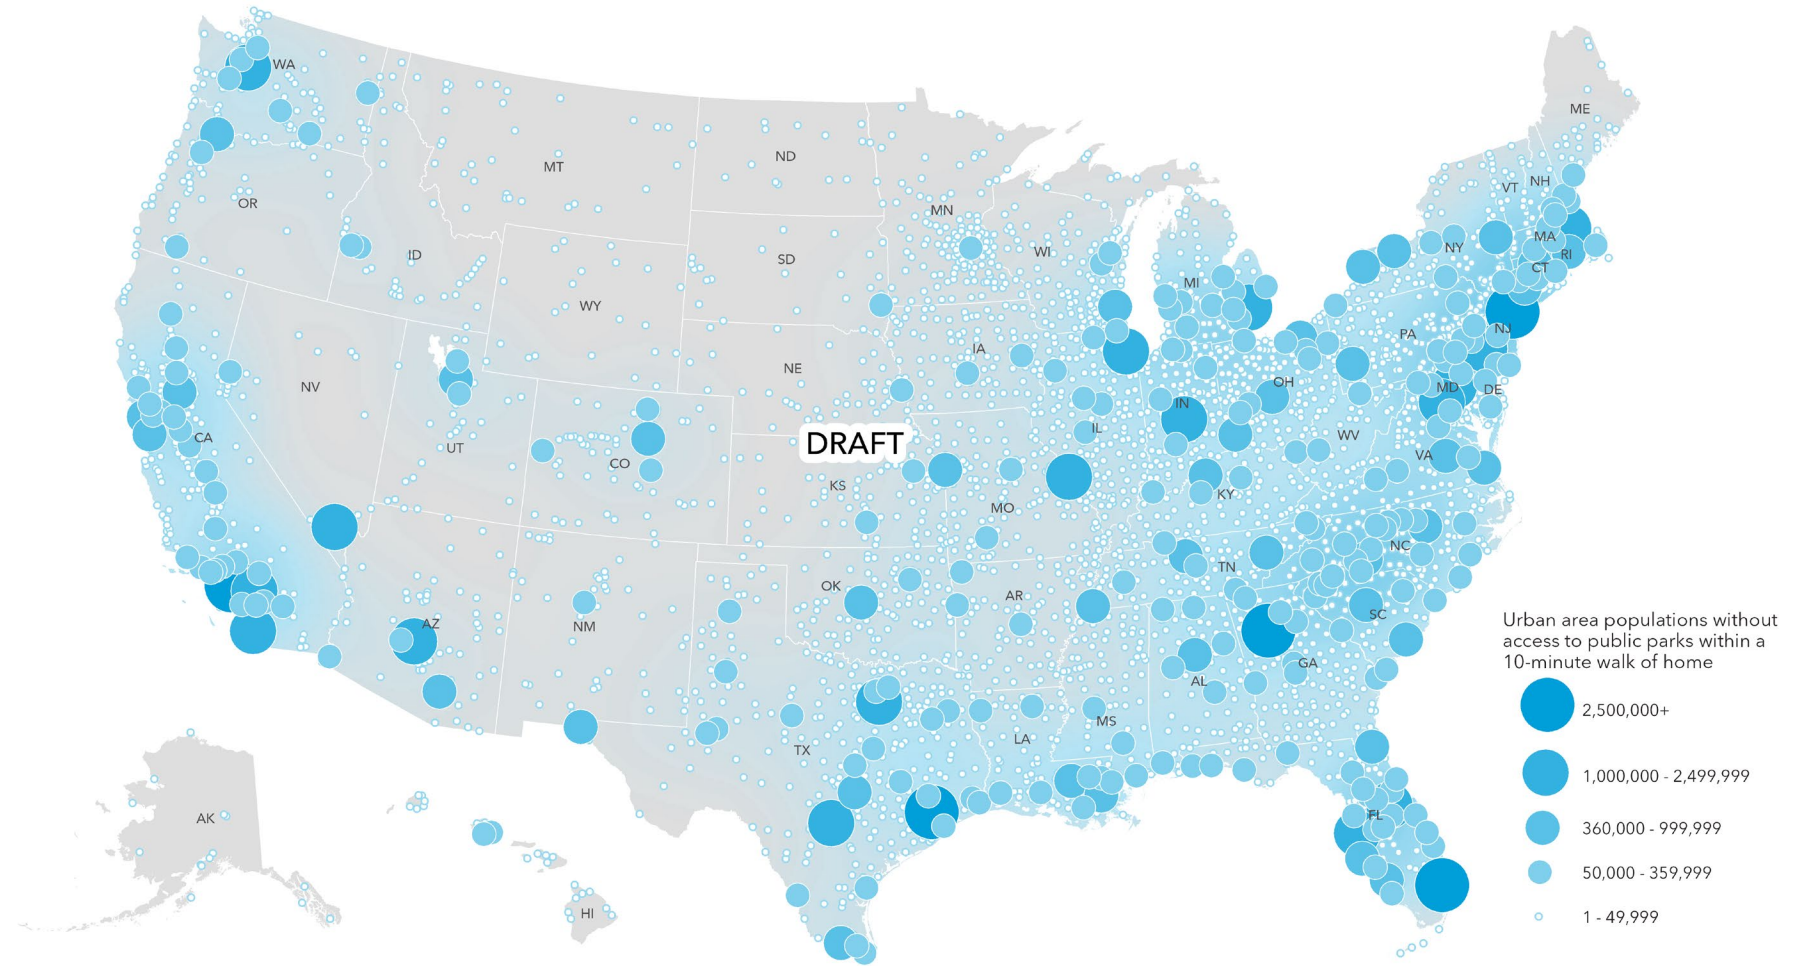 WA
ME
MT
ND
VT
NH
OR
MN
MA
NY
WI
RI
ID
SD
CT
MI
WY
NJ
PA
IA
NE
OH
MD
DE
NV
IN
IL
CA
WV
DRAFT
UT
VA
CO
KS
KY
MO
NC
TN
OK
AR
SC
AZ
NM
GA
AL
MS
LA
TX
FL
AK
HI
Urban area populations without
access to public parks within a
10-minute walk of home
2,500,000+
1,000,000 - 2,499,999
360,000 - 999,999
50,000 - 359,999
1 - 49,999